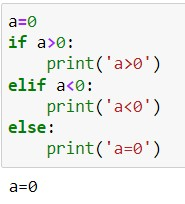 a=0
if a>0:
    print('a>0')
elif a<0:
    print('a<0')
else:
    print('a=0')
a=0